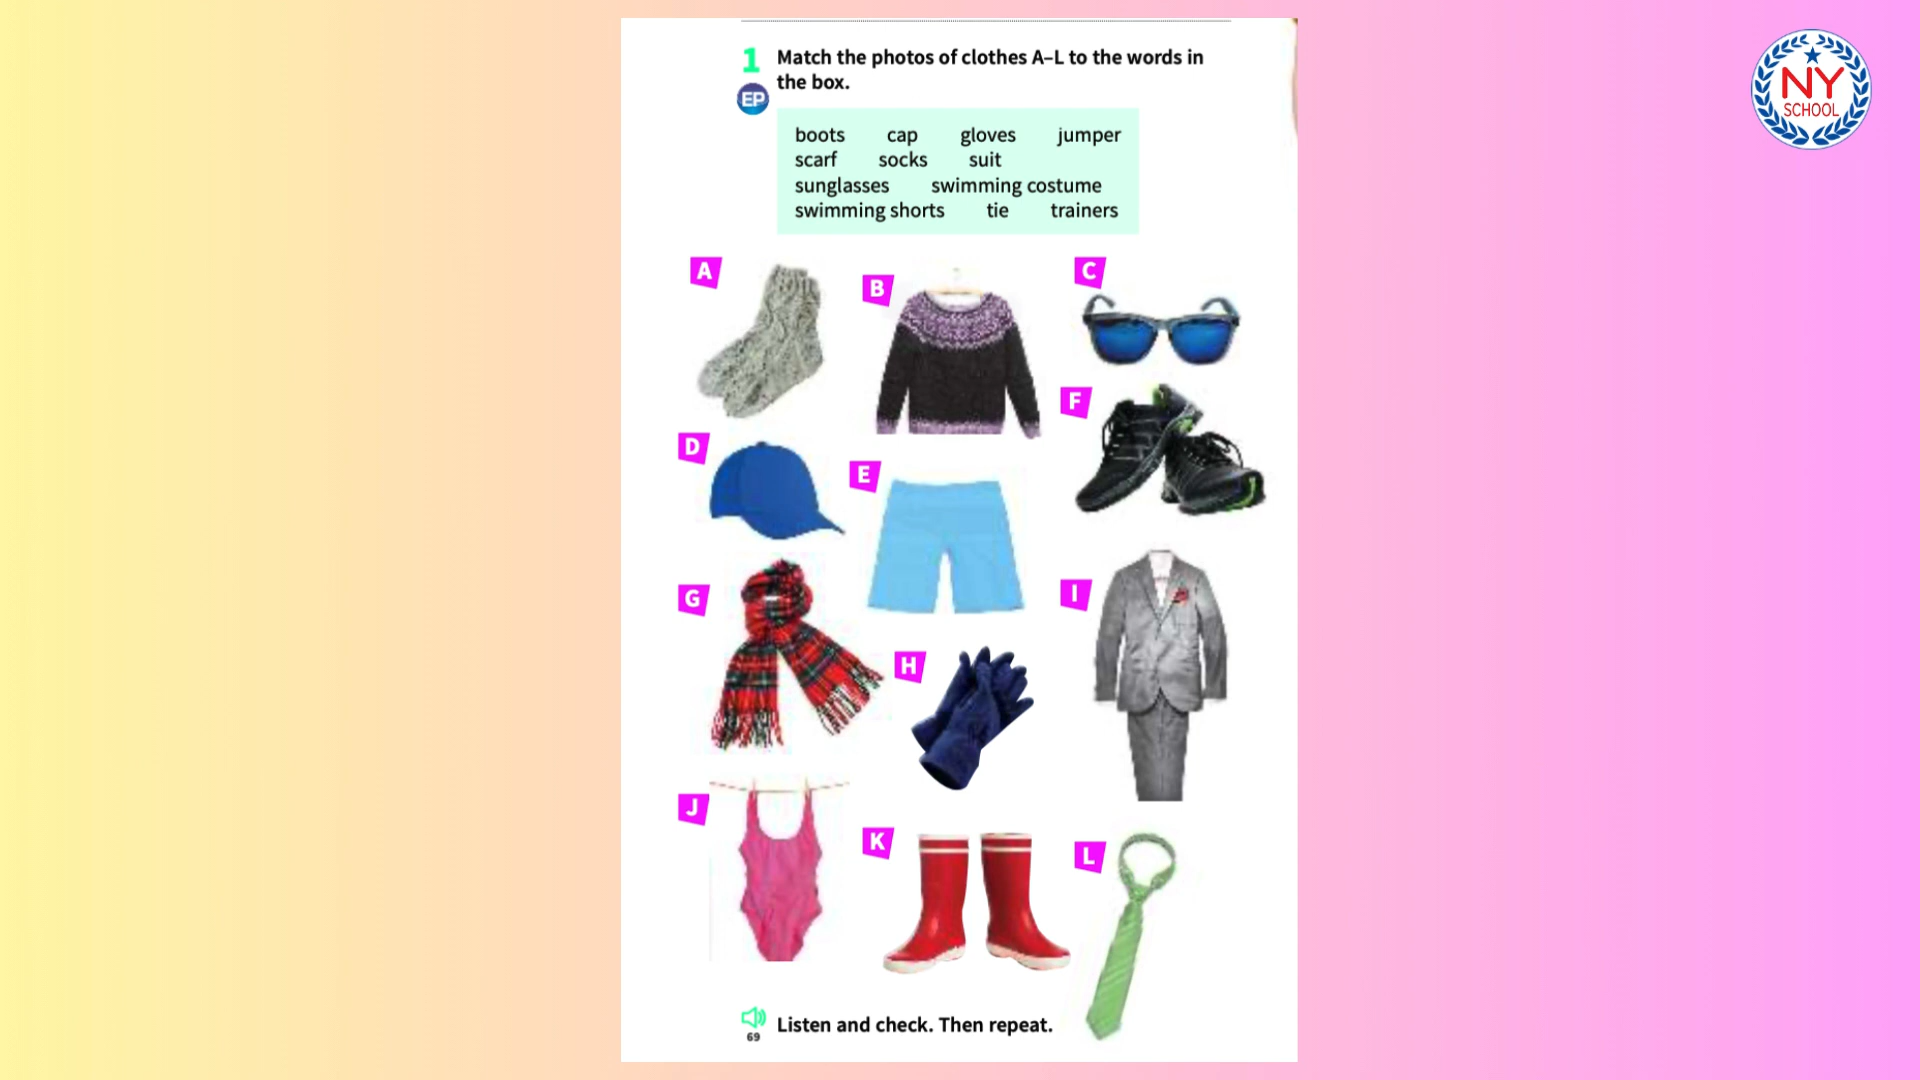 1 Match the photos of clothes A–L to the words in
the box.
EP
boots cap gloves jumper
scarf socks suit
sunglasses swimming costume
swimming shorts tie trainers
A
B
C
D
E
F
G
H
I
J
K
L
69 Listen and check. Then repeat.
NY
SCHOOL